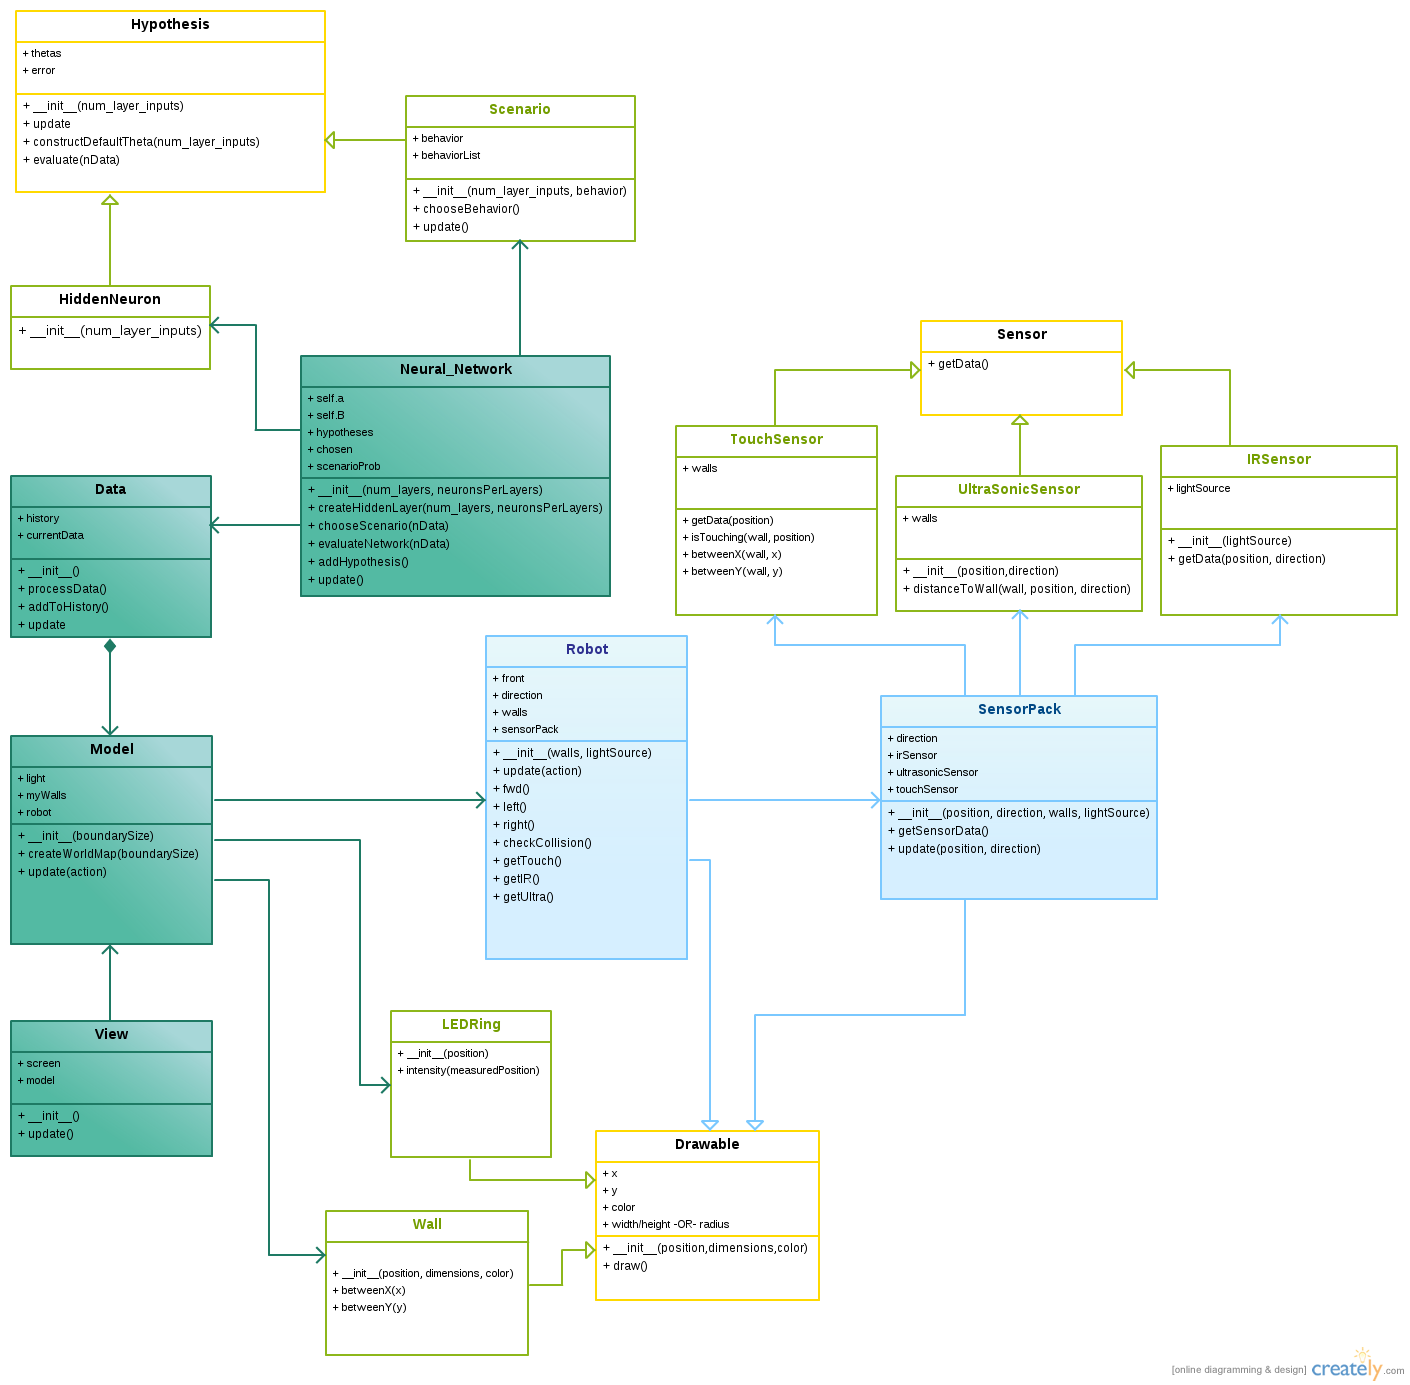 Hypothesis
+ thetas
+ error
+ __init__(num_layer_inputs)
+ update
+ constructDefaultTheta(num_layer_inputs)
+ evaluate(nData)
Scenario
+ behavior
+ behaviorList
+ __init__(num_layer_inputs, behavior)
+ chooseBehavior()
+ update()
HiddenNeuron
+ __init__(num_layer_inputs)
Neural_Network
+ self.a
+ self.B
+ hypotheses
+ chosen
+ scenarioProb
+ __init__(num_layers, neuronsPerLayers)
+ createHiddenLayer(num_layers, neuronsPerLayers)
+ chooseScenario(nData)
+ evaluateNetwork(nData)
+ addHypothesis()
+ update()
Sensor
+ getData()
TouchSensor
+ walls
+ getData(position)
+ isTouching(wall, position)
+ betweenX(wall, x)
+ betweenY(wall, y)
UltraSonicSensor
+ walls
+ __init__(position,direction)
+ distanceToWall(wall, position, direction)
IRSensor
+ lightSource
+ __init__(lightSource)
+ getData(position, direction)
Data
+ history
+ currentData
+ __init__()
+ processData()
+ addToHistory()
+ update
Robot
+ front
+ direction
+ walls
+ sensorPack
+ __init__(walls, lightSource)
+ update(action)
+ fwd()
+ left()
+ right()
+ checkCollision()
+ getTouch()
+ getIR()
+ getUltra()
SensorPack
+ direction
+ irSensor
+ ultrasonicSensor
+ touchSensor
+ __init__(position, direction, walls, lightSource)
+ getSensorData()
+ update(position, direction)
Model
+ light
+ myWalls
+ robot
+ __init__(boundarySize)
+ createWorldMap(boundarySize)
+ update(action)
View
+ screen
+ model
+ __init__()
+ update()
LEDRing
+ __init__(position)
+ intensity(measuredPosition)
Drawable
+ x
+ y
+ color
+ width/height -OR- radius
+ __init__(position,dimensions,color)
+ draw()
Wall
+ __init__(position, dimensions, color)
+ betweenX(x)
+ betweenY(y)
[online diagramming & design] creately.com